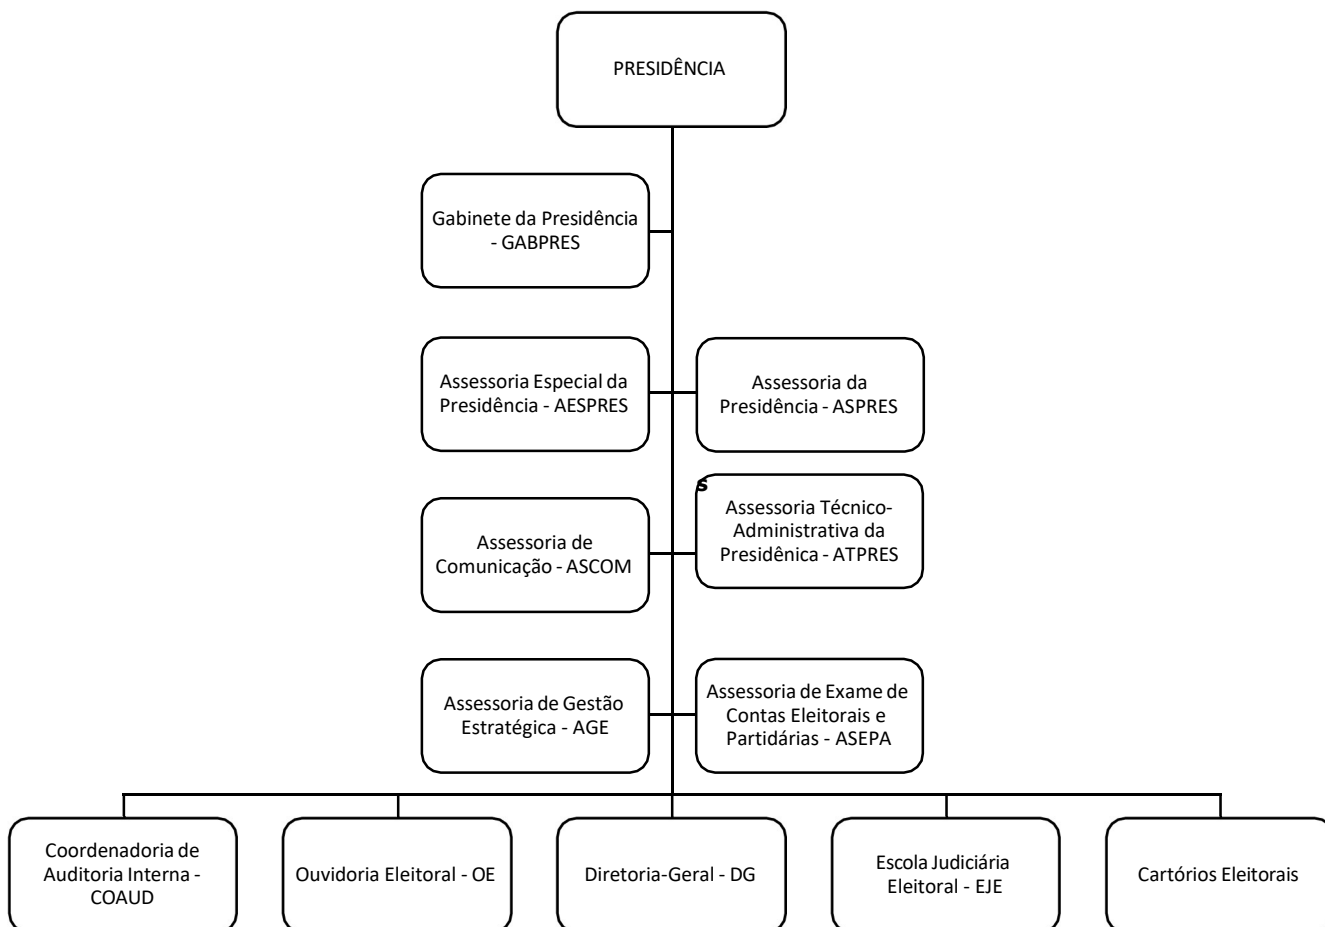 PRESIDÊNCIA
Gabinete da Presidência
- GABPRES
Assessoria Especial da
Presidência - AESPRES
Assessoria da
Presidência - ASPRES
s
Assessoria de
Comunicação - ASCOM
Assessoria Técnico-
Administrativa da
Presidênica - ATPRES
Assessoria de Gestão
Estratégica - AGE
Assessoria de Exame de
Contas Eleitorais e
Partidárias - ASEPA
Coordenadoria de
Auditoria Interna -
COAUD
Ouvidoria Eleitoral - OE
Diretoria-Geral - DG
Escola Judiciária
Eleitoral - EJE
Cartórios Eleitorais